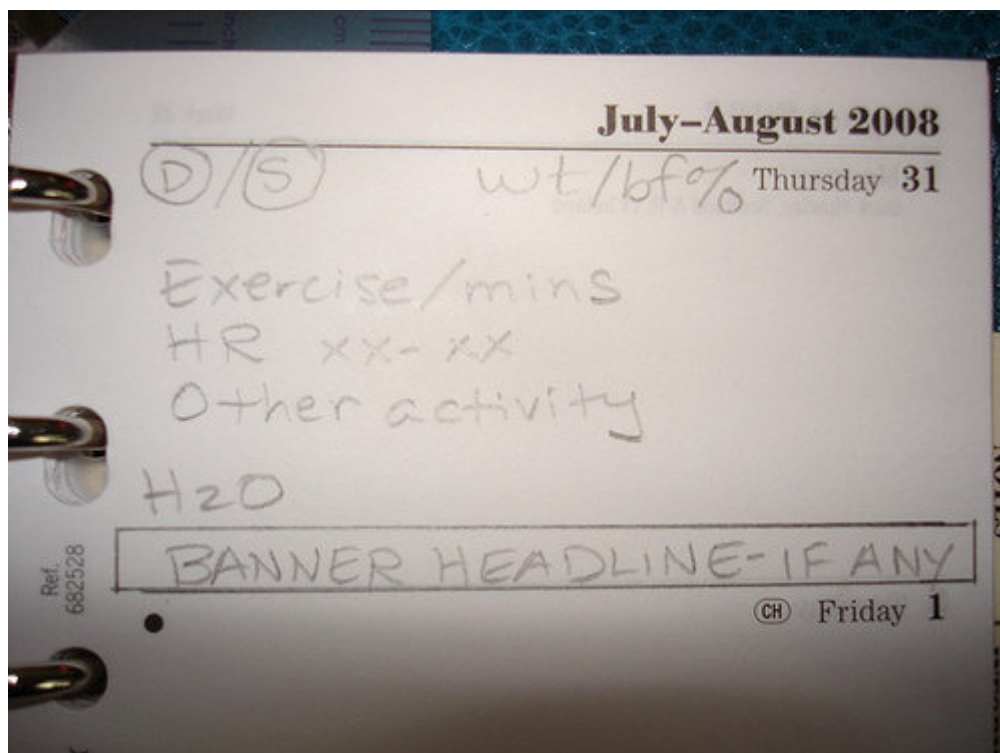 July–August 2008
D/S wt/bf% Thursday 31
Exercise/mins
HR xx-xx
Other activity
H2O
BANNER HEADLINE-IF ANY
CH Friday 1
Ref.
682528